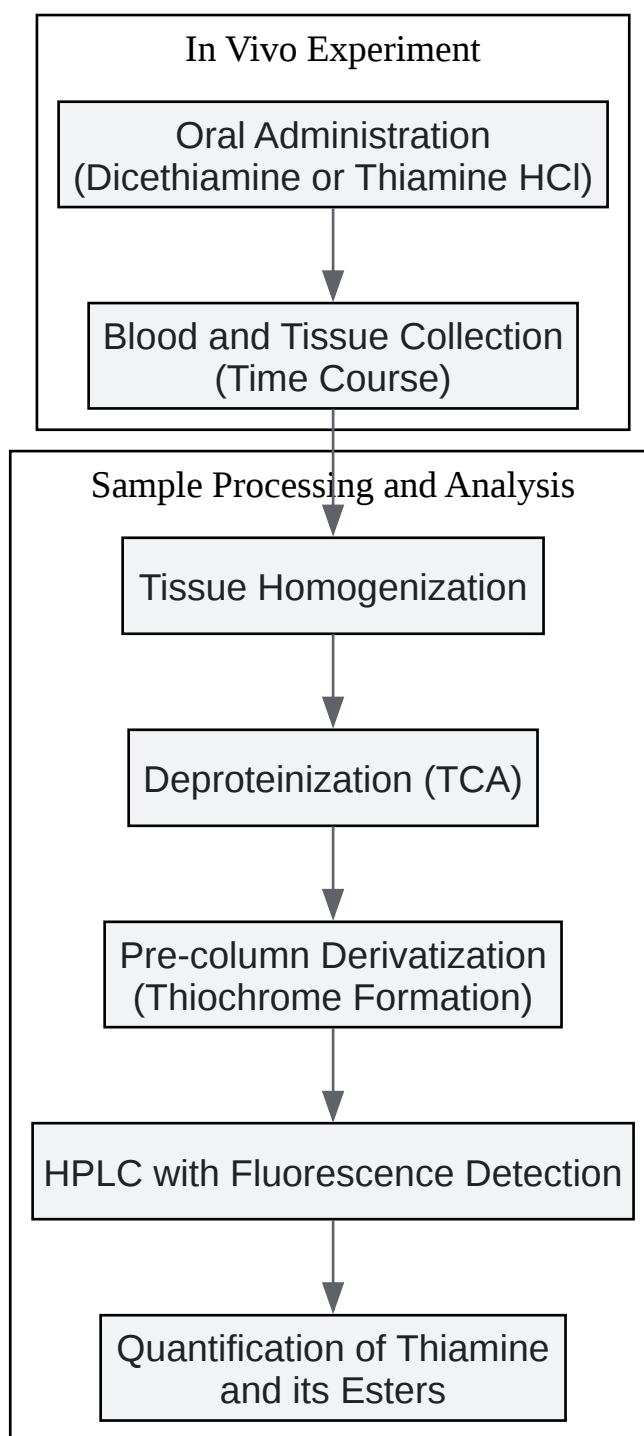 In Vivo Experiment
Oral Administration
(Dicethiamine or Thiamine HCl)
Blood and Tissue Collection
(Time Course)
Sample Processing and Analysis
Tissue Homogenization
Deproteinization (TCA)
Pre-column Derivatization
(Thiochrome Formation)
HPLC with Fluorescence Detection
Quantification of Thiamine
and its Esters